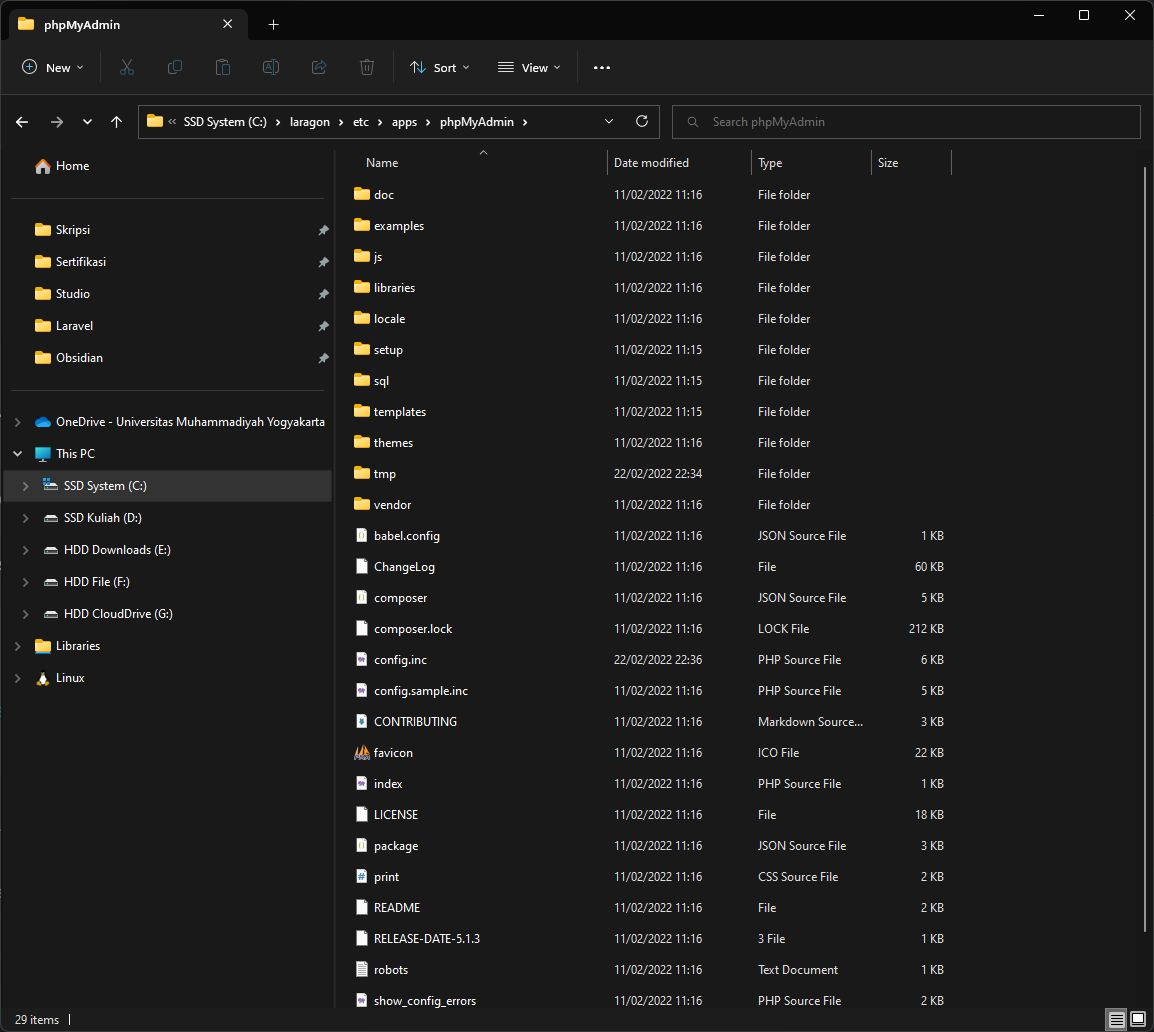 phpMyAdmin
New
Sort
View
« SSD System (C:) › laragon › etc › apps › phpMyAdmin ›
Search phpMyAdmin
Home
Skripsi
Sertifikasi
Studio
Laravel
Obsidian
OneDrive - Universitas Muhammadiyah Yogyakarta
This PC
SSD System (C:)
SSD Kuliah (D:)
HDD Downloads (E:)
HDD File (F:)
HDD CloudDrive (G:)
Libraries
Linux
Name Date modified Type Size
doc 11/02/2022 11:16 File folder
examples 11/02/2022 11:16 File folder
js 11/02/2022 11:16 File folder
libraries 11/02/2022 11:16 File folder
locale 11/02/2022 11:16 File folder
setup 11/02/2022 11:15 File folder
sql 11/02/2022 11:15 File folder
templates 11/02/2022 11:15 File folder
themes 11/02/2022 11:16 File folder
tmp 22/02/2022 22:34 File folder
vendor 11/02/2022 11:16 File folder
babel.config 11/02/2022 11:16 JSON Source File 1 KB
ChangeLog 11/02/2022 11:16 File 60 KB
composer 11/02/2022 11:16 JSON Source File 5 KB
composer.lock 11/02/2022 11:16 LOCK File 212 KB
config.inc 22/02/2022 22:36 PHP Source File 6 KB
config.sample.inc 11/02/2022 11:16 PHP Source File 5 KB
CONTRIBUTING 11/02/2022 11:16 Markdown Source... 3 KB
favicon 11/02/2022 11:16 ICO File 22 KB
index 11/02/2022 11:16 PHP Source File 1 KB
LICENSE 11/02/2022 11:16 File 18 KB
package 11/02/2022 11:16 JSON Source File 3 KB
print 11/02/2022 11:16 CSS Source File 2 KB
README 11/02/2022 11:16 File 2 KB
RELEASE-DATE-5.1.3 11/02/2022 11:16 3 File 1 KB
robots 11/02/2022 11:16 Text Document 1 KB
show_config_errors 11/02/2022 11:16 PHP Source File 2 KB
29 items